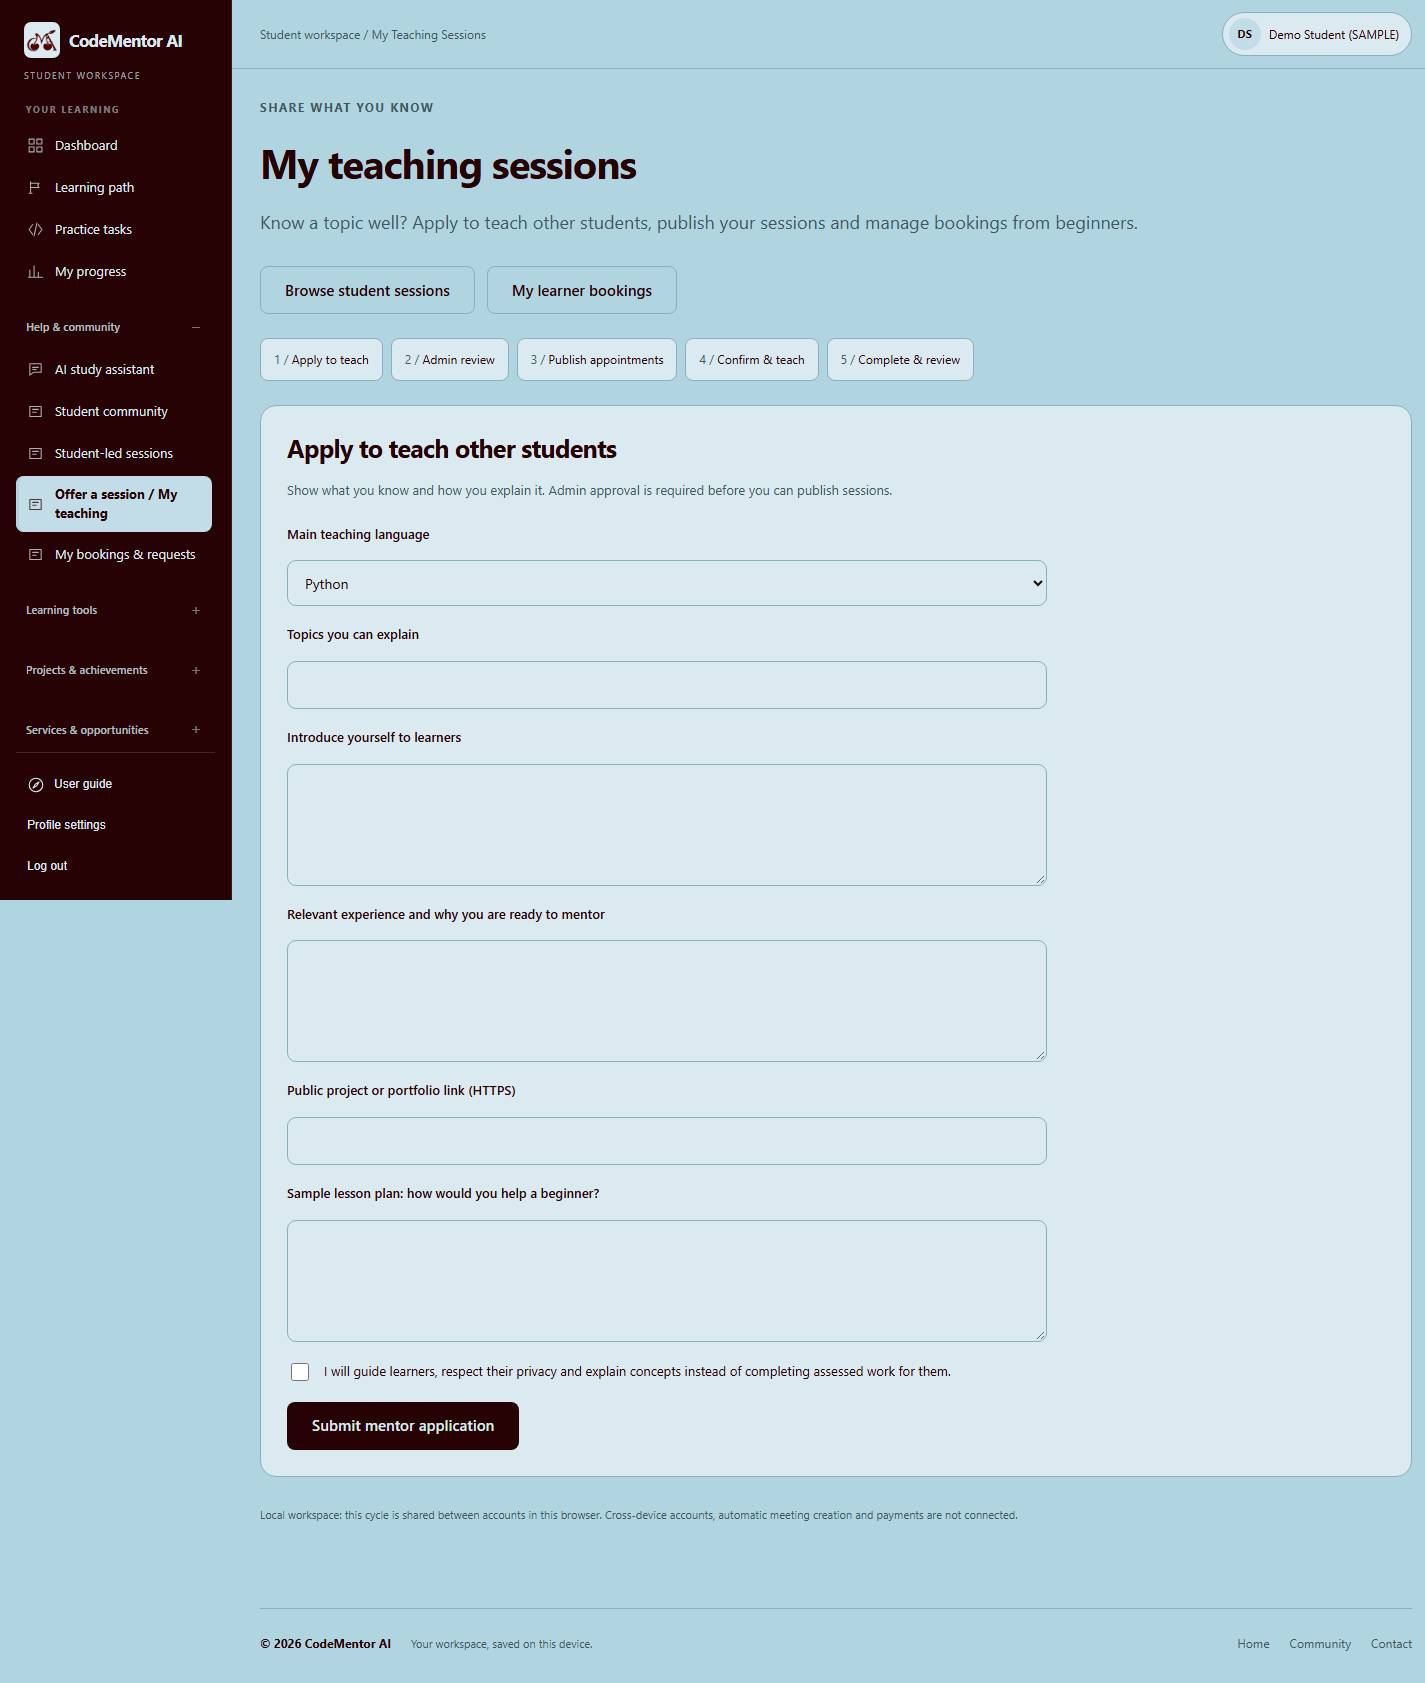 CodeMentor AI
STUDENT WORKSPACE
YOUR LEARNING
Dashboard
Learning path
Practice tasks
My progress
Help & community
AI study assistant
Student community
Student-led sessions
Offer a session / My
teaching
My bookings & requests
Learning tools
Projects & achievements
Services & opportunities
User guide
Profile settings
Log out
Student workspace / My Teaching Sessions
DS Demo Student (SAMPLE)
SHARE WHAT YOU KNOW
My teaching sessions
Know a topic well? Apply to teach other students, publish your sessions and manage bookings from beginners.
Browse student sessions My learner bookings
1 / Apply to teach 2 / Admin review 3 / Publish appointments 4 / Confirm & teach 5 / Complete & review
Apply to teach other students
Show what you know and how you explain it. Admin approval is required before you can publish sessions.
Main teaching language
Python
Topics you can explain
Introduce yourself to learners
Relevant experience and why you are ready to mentor
Public project or portfolio link (HTTPS)
Sample lesson plan: how would you help a beginner?
I will guide learners, respect their privacy and explain concepts instead of completing assessed work for them.
Submit mentor application
Local workspace: this cycle is shared between accounts in this browser. Cross-device accounts, automatic meeting creation and payments are not connected.
© 2026 CodeMentor AI Your workspace, saved on this device. Home Community Contact